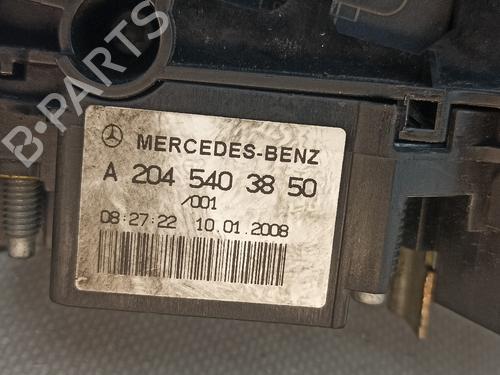 B-PARTS
MERCEDES-BENZ
A 204 540 38 50
/001
08:27:22 10.01.2008